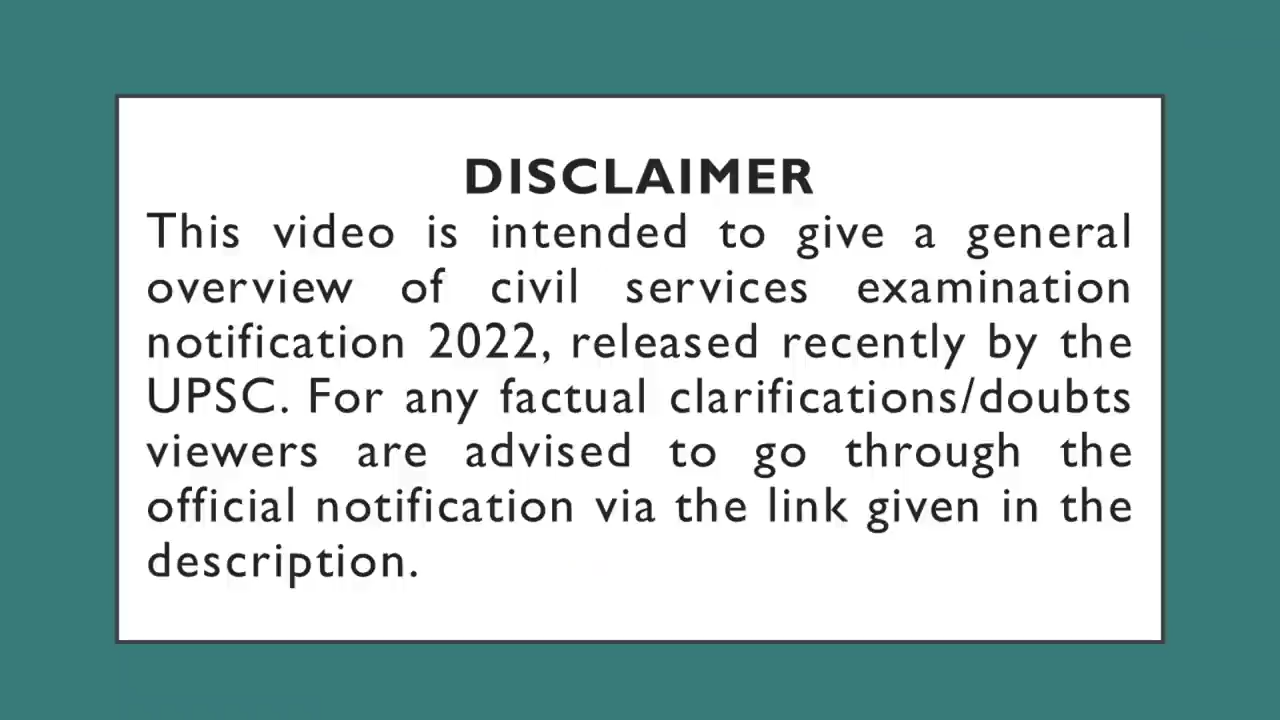 DISCLAIMER
This video is intended to give a general
overview of civil services examination
notification 2022, released recently by the
UPSC. For any factual clarifications/doubts
viewers are advised to go through the
official notification via the link given in the
description.